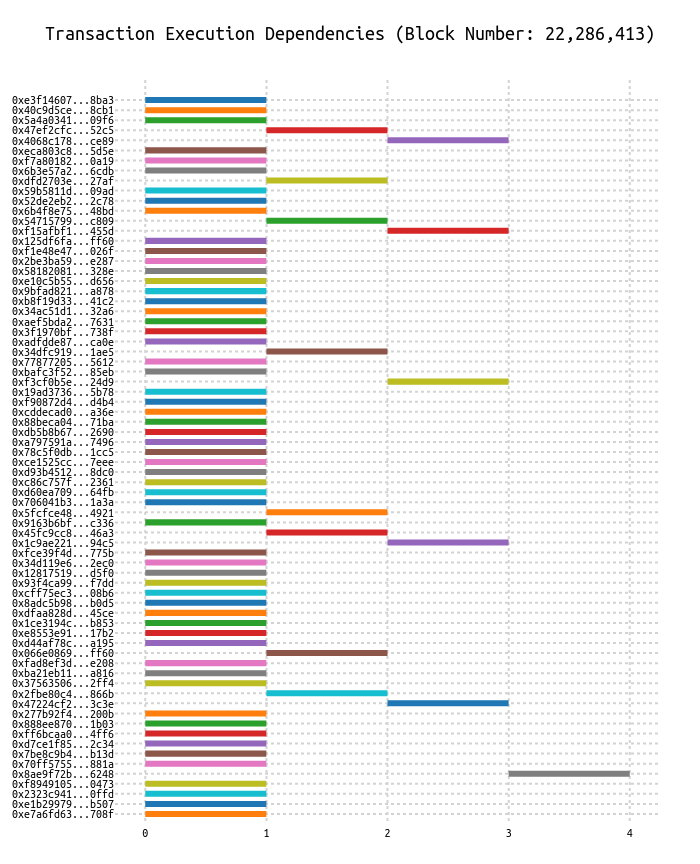 Transaction Execution Dependencies (Block Number: 22,286,413)
0xe3f14607...8ba3
0x40c9d5ce...8cb1
0x5a4a0341...09f6
0x47ef2cfc...52c5
0x4068c178...ce89
0xeca803c8...5d5e
0xf7a80182...0a19
0x6b3e57a2...6cdb
0xdfd2703e...27af
0x59b5811d...09ad
0x52de2eb2...2c78
0x6b4f8e75...48bd
0x54715799...c809
0xf15afbf1...455d
0x125df6fa...ff60
0xf1e48e47...026f
0x2be3ba59...e287
0x58182081...328e
0xe10c5b55...d656
0x9bfad821...a878
0xb8f19d33...41c2
0x34ac51d1...32a6
0xaef5bda2...7631
0x3f1970bf...738f
0xadfdde87...ca0e
0x34dfc919...1ae5
0x77877205...5612
0xbafc3f52...85eb
0xf3cf0b5e...24d9
0x19ad3736...5b78
0xf90872d4...d4b4
0xcddecad0...a36e
0x88beca04...71ba
0xdb5b8b67...2690
0xa797591a...7496
0x78c5f0db...1cc5
0xce1525cc...7eee
0xd93b4512...8dc0
0xc86c757f...2361
0xd60ea709...64fb
0x706041b3...1a3a
0x5fcfce48...4921
0x9163b6bf...c336
0x45fc9cc8...46a3
0x1c9ae221...94c5
0xfce39f4d...775b
0x34d119e6...2ec0
0x12817519...d5f0
0x93f4ca99...f7dd
0xcff75ec3...08b6
0x8adc5b98...b0d5
0xdfaa828d...45ce
0x1ce3194c...b853
0xe8553e91...17b2
0xd44af78c...a195
0x066e0869...ff60
0xfad8ef3d...e208
0xba21eb11...a816
0x37563506...2ff4
0x2fbe80c4...866b
0x47224cf2...3c3e
0x277b92f4...200b
0x888ee870...1b03
0xff6bcaa0...4ff6
0xd7ce1f85...2c34
0x7be8c9b4...b13d
0x70ff5755...881a
0x8ae9f72b...6248
0xf8949105...0473
0x2323c941...0ffd
0xe1b29979...b507
0xe7a6fd63...708f
0 1 2 3 4